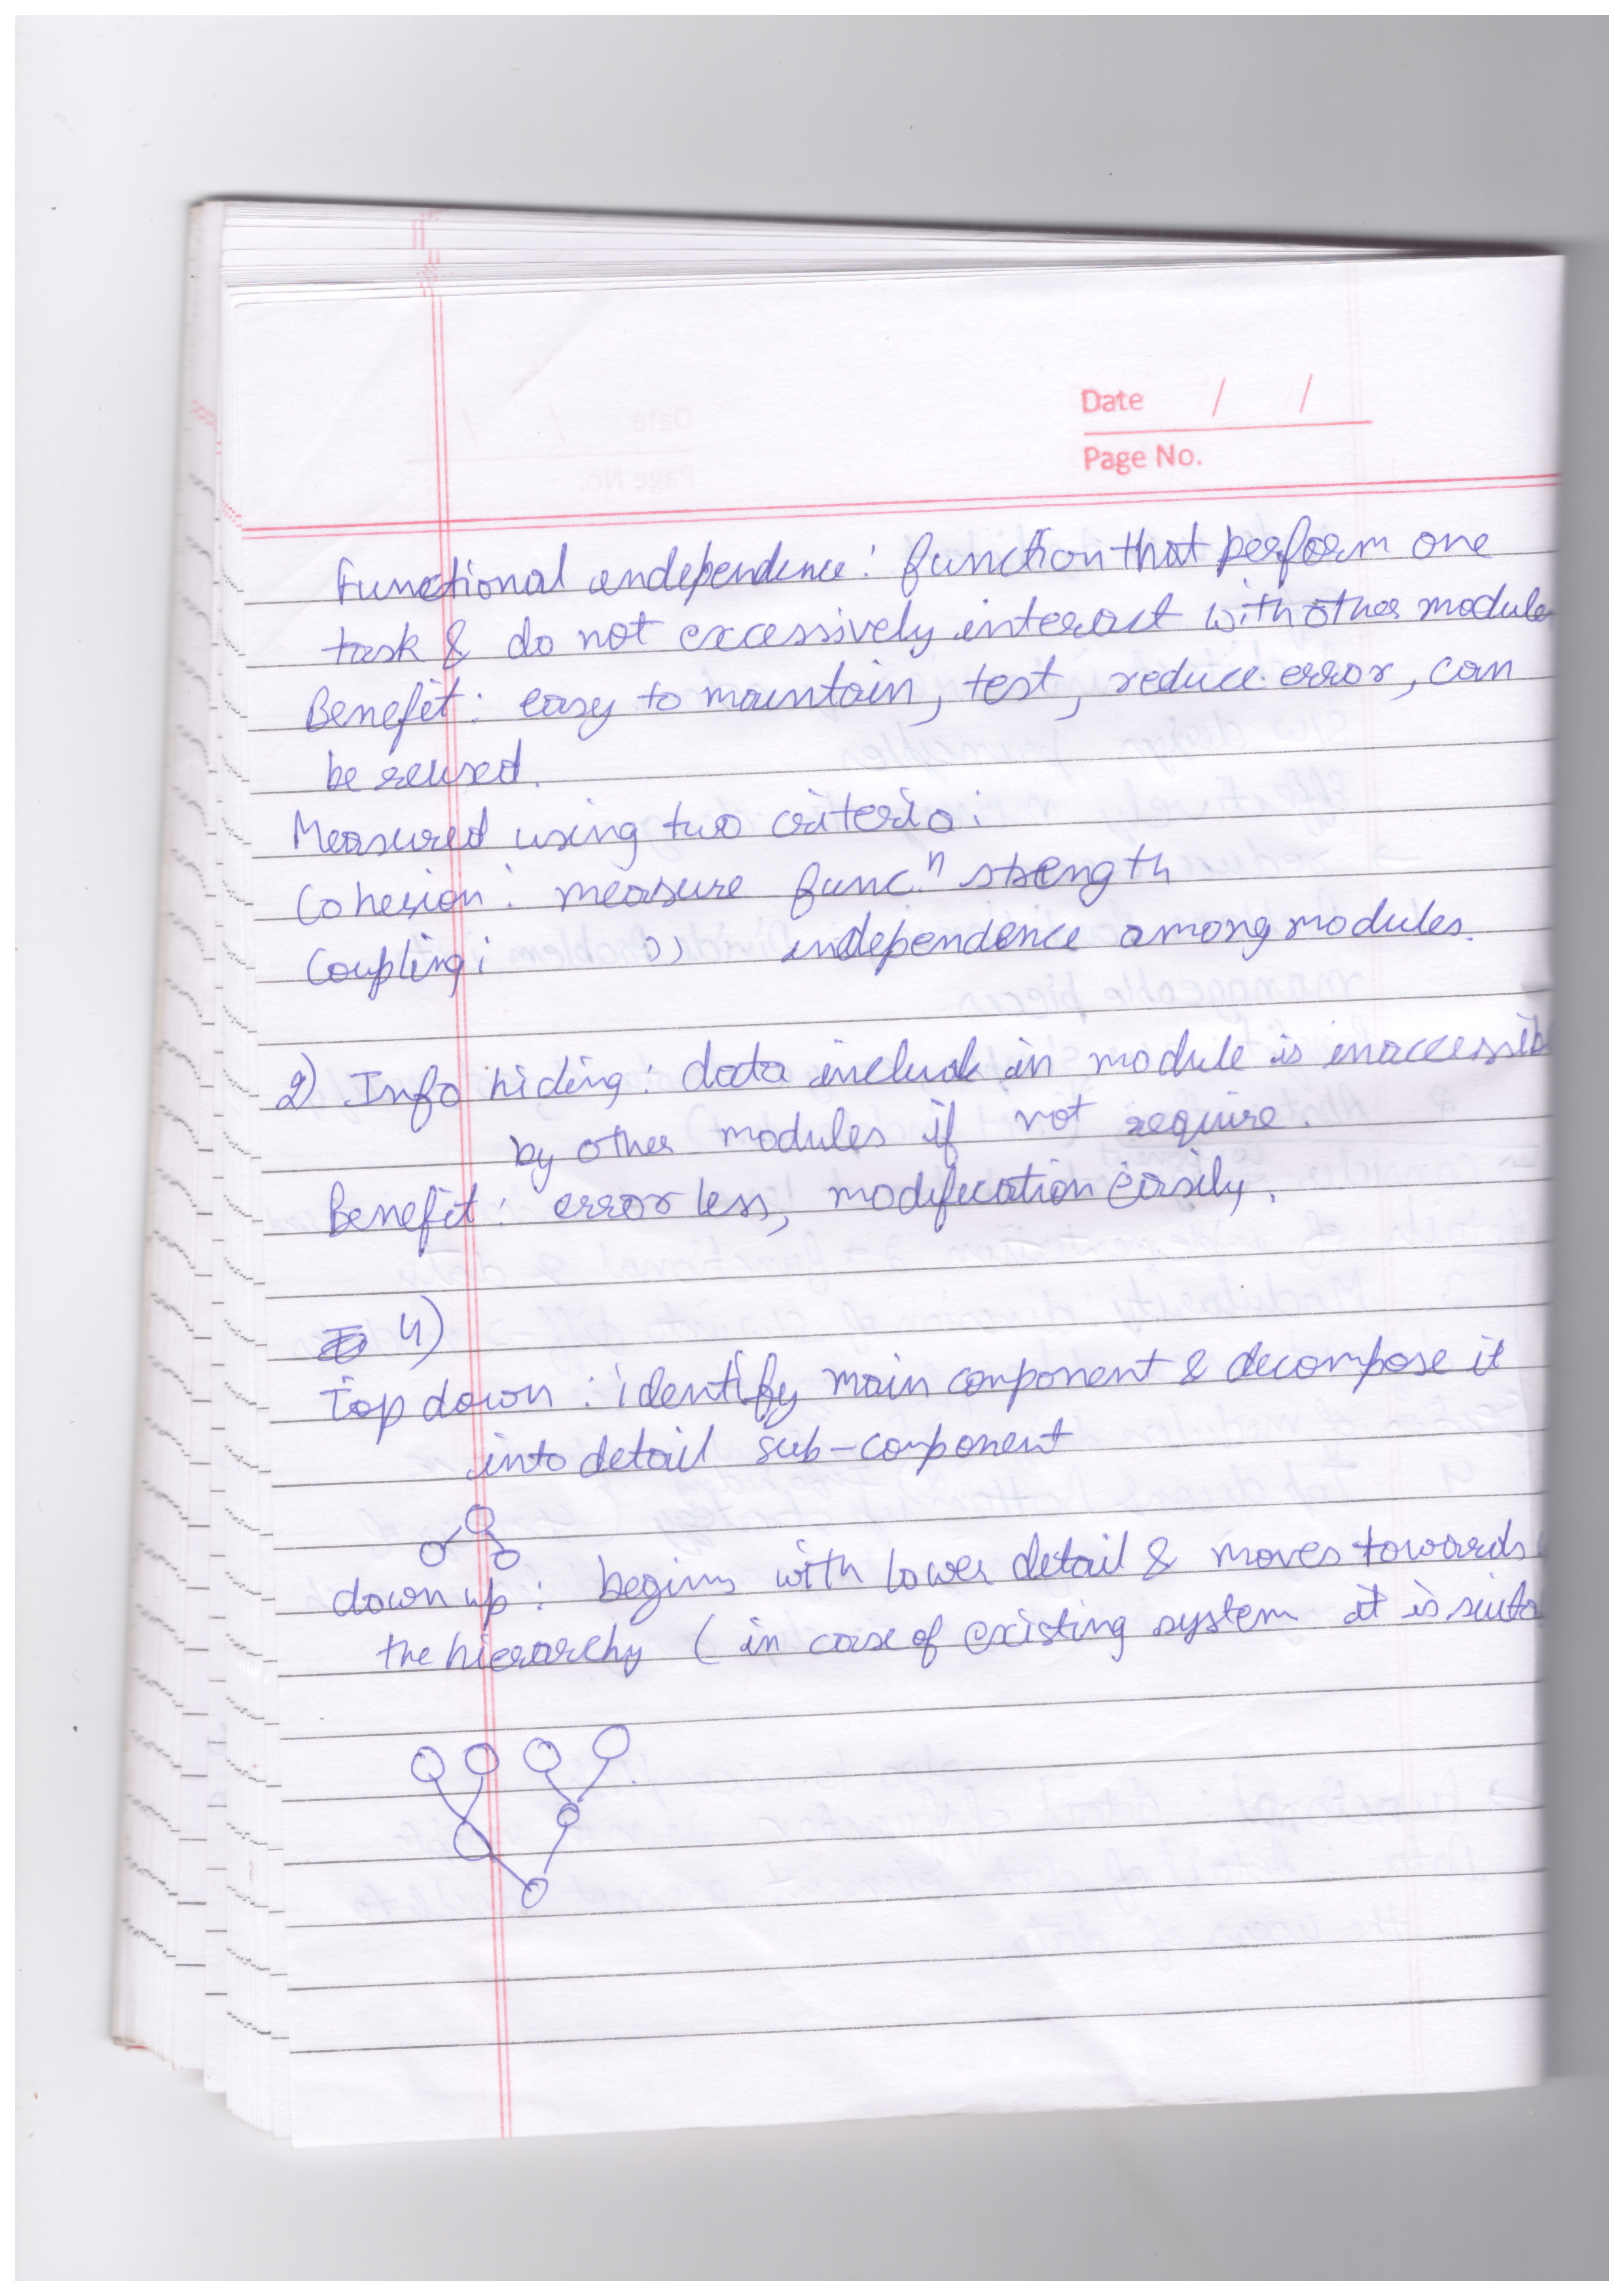 Date / /
Page No.
Functional independence: function that perform one
task & do not excessively interact with other module
Benefit: easy to maintain, test, reduce error, can
be reused.
Measured using two criteria:
Cohesion: measure funcⁿ strength
Coupling: ,, independence among modules.
2) Info hiding: data include in module is inaccessib
by other modules if not require.
Benefit: error less, modification easily.
4)
Top down: identify main component & decompose it
into detail sub-component
down up: begins with lower detail & moves towards
the hierarchy (in case of existing system it is suita